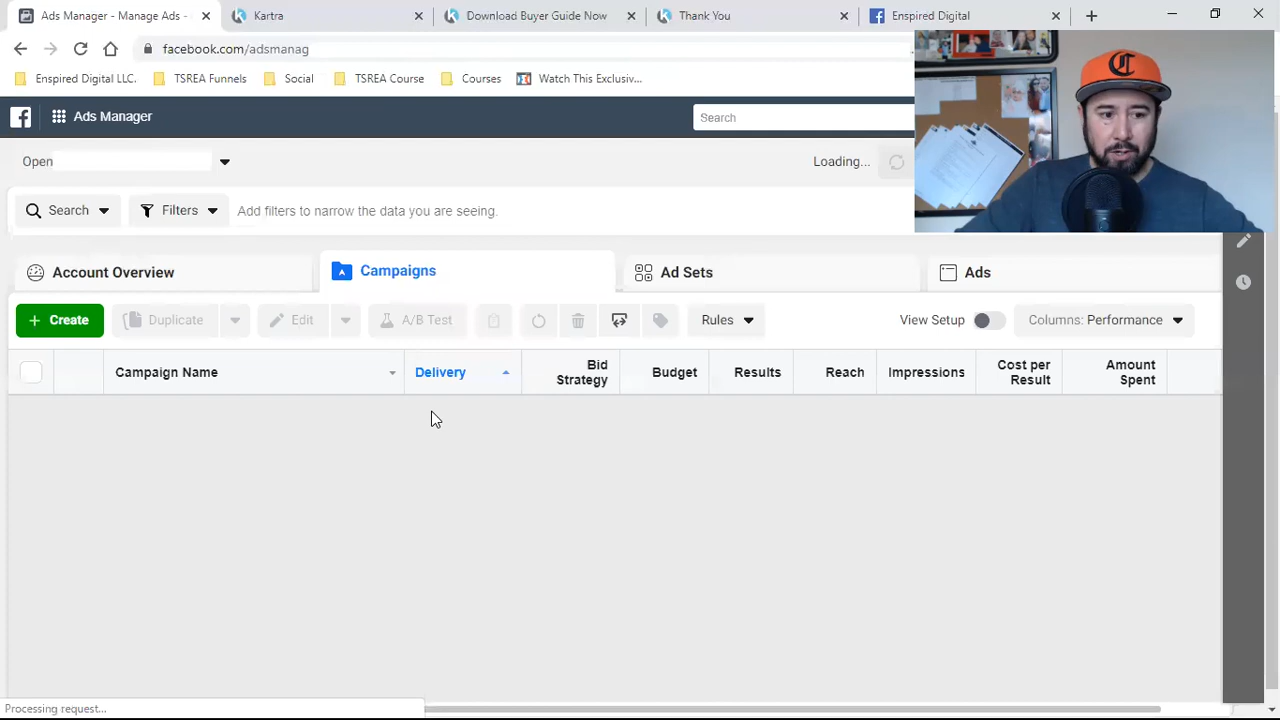 Ads Manager - Manage Ads - Kartra Download Buyer Guide Now Thank You Enspired Digital
facebook.com/adsmanag
Enspired Digital LLC. TSREA Funnels Social TSREA Course Courses Watch This Exclusiv...
Ads Manager Search
Open Loading...
Search Filters Add filters to narrow the data you are seeing.
Account Overview Campaigns Ad Sets Ads
+ Create Duplicate Edit A/B Test Rules View Setup Columns: Performance
Campaign Name Delivery Bid Strategy Budget Results Reach Impressions Cost per Result Amount Spent
Processing request...